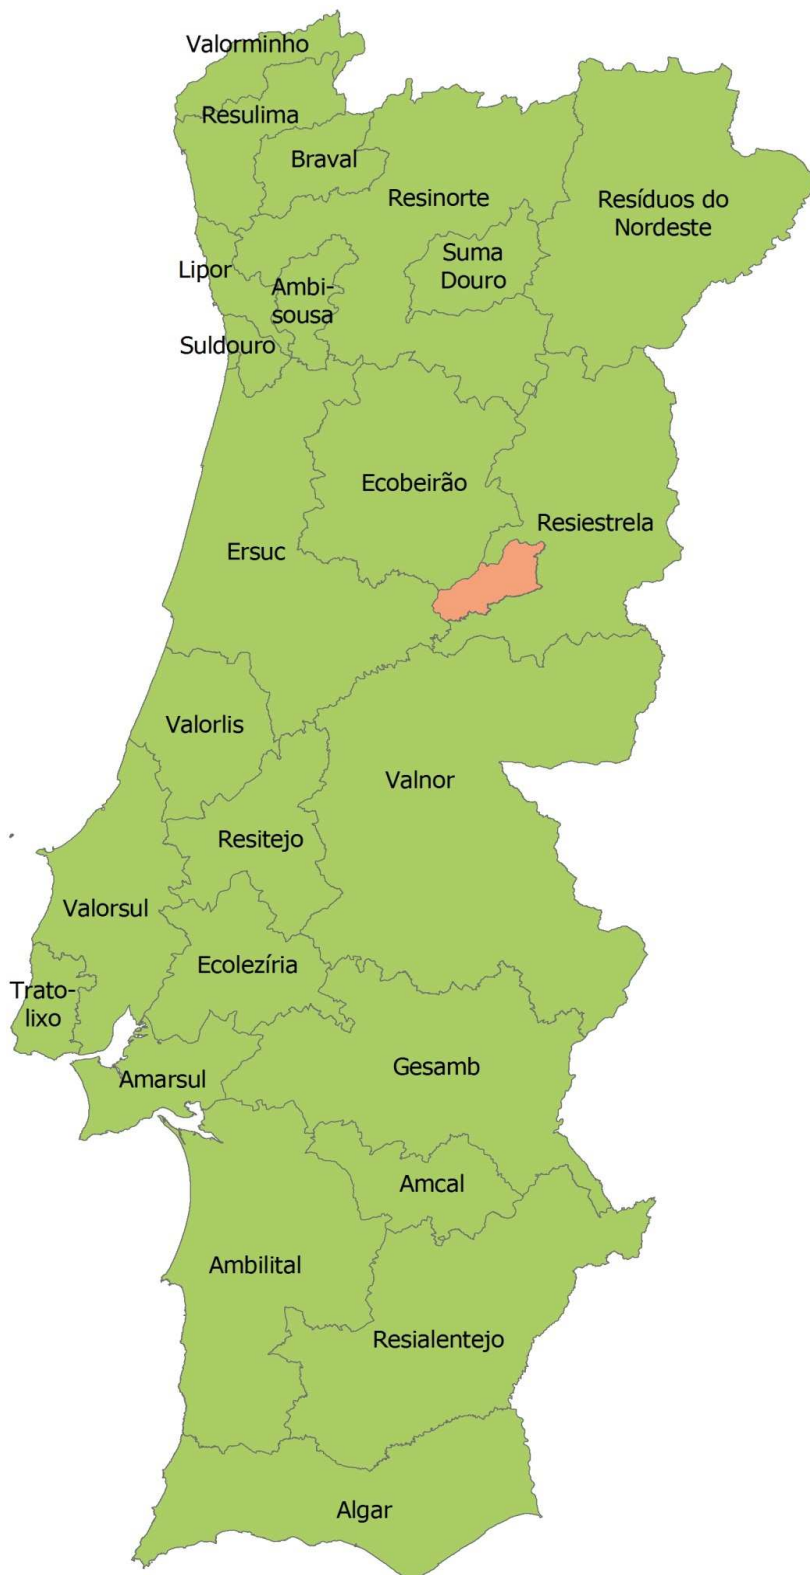 Valorminho
Resulima
Braval
Resinorte
Resíduos do
Nordeste
Suma
Douro
Lipor
Ambi-
sousa
Suldouro
Ecobeirão
Resiestrela
Ersuc
Valorlis
Valnor
Resitejo
Valorsul
Ecolezíria
Trato-
lixo
Gesamb
Amarsul
Amcal
Ambilital
Resialentejo
Algar